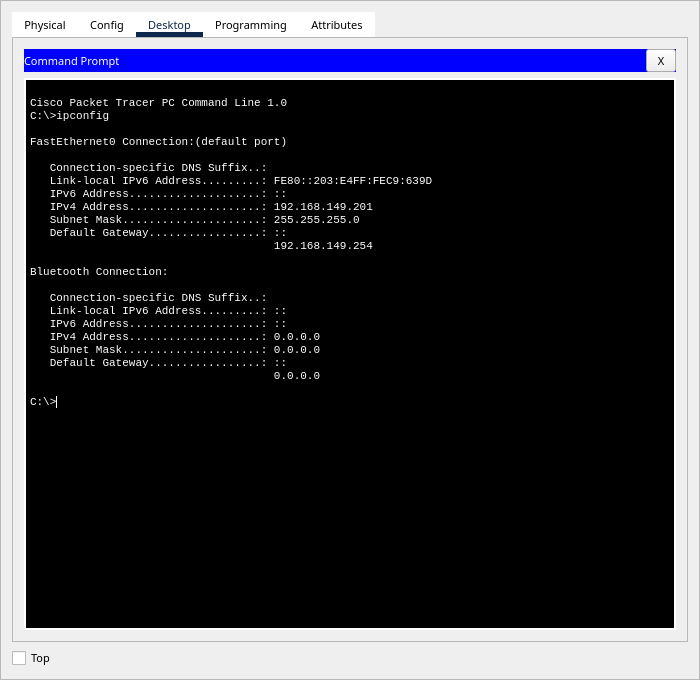 Physical Config Desktop Programming Attributes
Command Prompt X
Cisco Packet Tracer PC Command Line 1.0
C:\>ipconfig
FastEthernet0 Connection:(default port)
Connection-specific DNS Suffix..:
Link-local IPv6 Address.........: FE80::203:E4FF:FEC9:639D
IPv6 Address....................: ::
IPv4 Address....................: 192.168.149.201
Subnet Mask.....................: 255.255.255.0
Default Gateway.................: ::
192.168.149.254
Bluetooth Connection:
Connection-specific DNS Suffix..:
Link-local IPv6 Address.........: ::
IPv6 Address....................: ::
IPv4 Address....................: 0.0.0.0
Subnet Mask.....................: 0.0.0.0
Default Gateway.................: ::
0.0.0.0
C:\>
Top